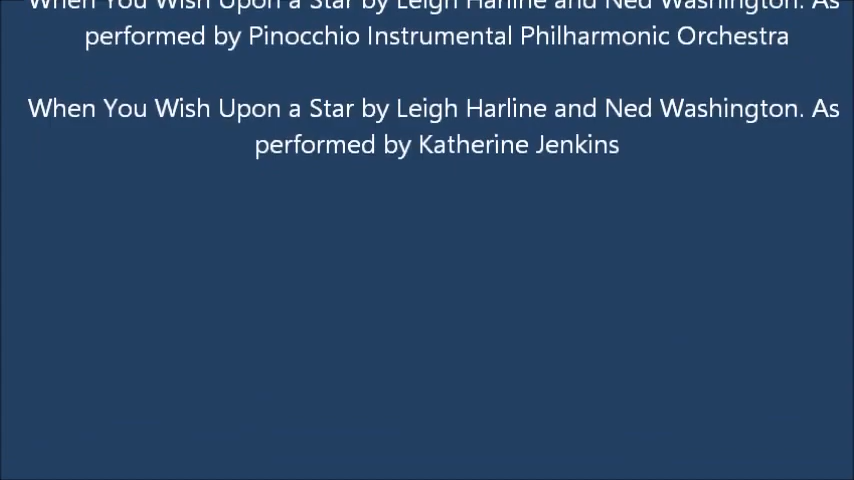 When You Wish Upon a Star by Leigh Harline and Ned Washington. As
performed by Pinocchio Instrumental Philharmonic Orchestra
When You Wish Upon a Star by Leigh Harline and Ned Washington. As
performed by Katherine Jenkins